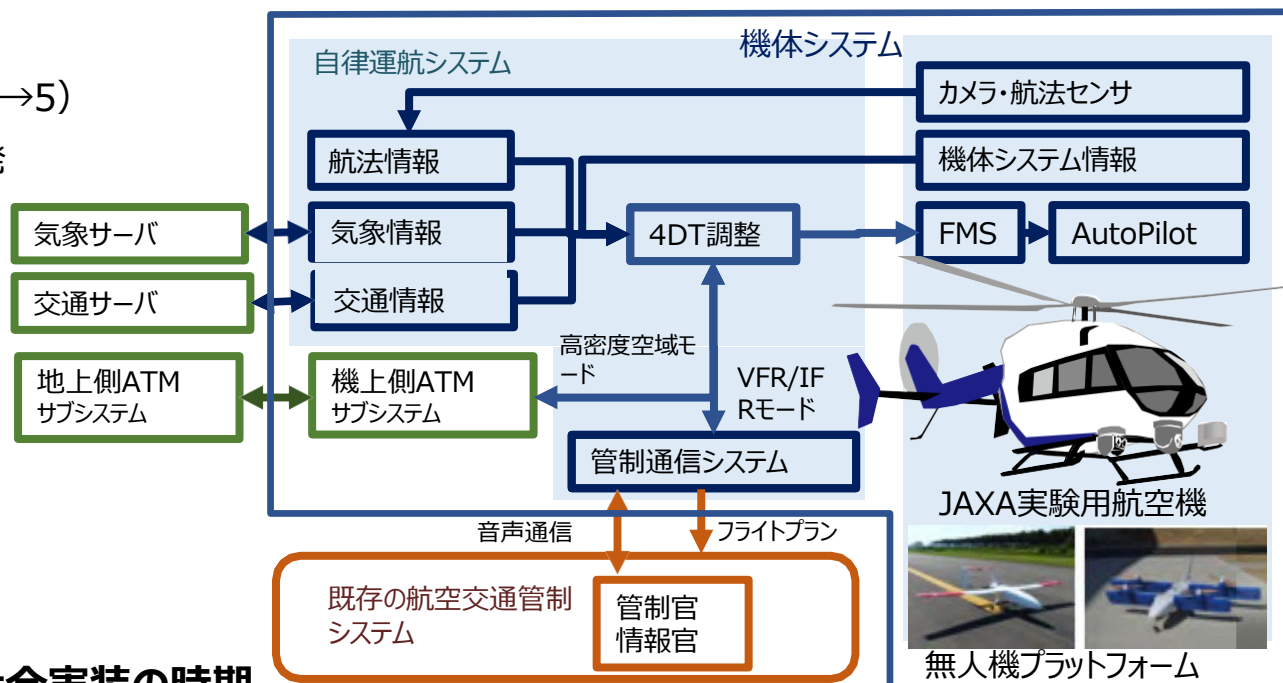 機体システム
自律運航システム
→5）
カメラ・航法センサ
発
航法情報
機体システム情報
気象サーバ
気象情報
4DT調整
FMS
AutoPilot
交通サーバ
交通情報
高密度空域モ
ード
地上側ATM
サブシステム
機上側ATM
サブシステム
VFR/IF
Rモード
管制通信システム
JAXA実験用航空機
音声通信
フライトプラン
既存の航空交通管制
システム
管制官
情報官
無人機プラットフォーム
会実装の時期